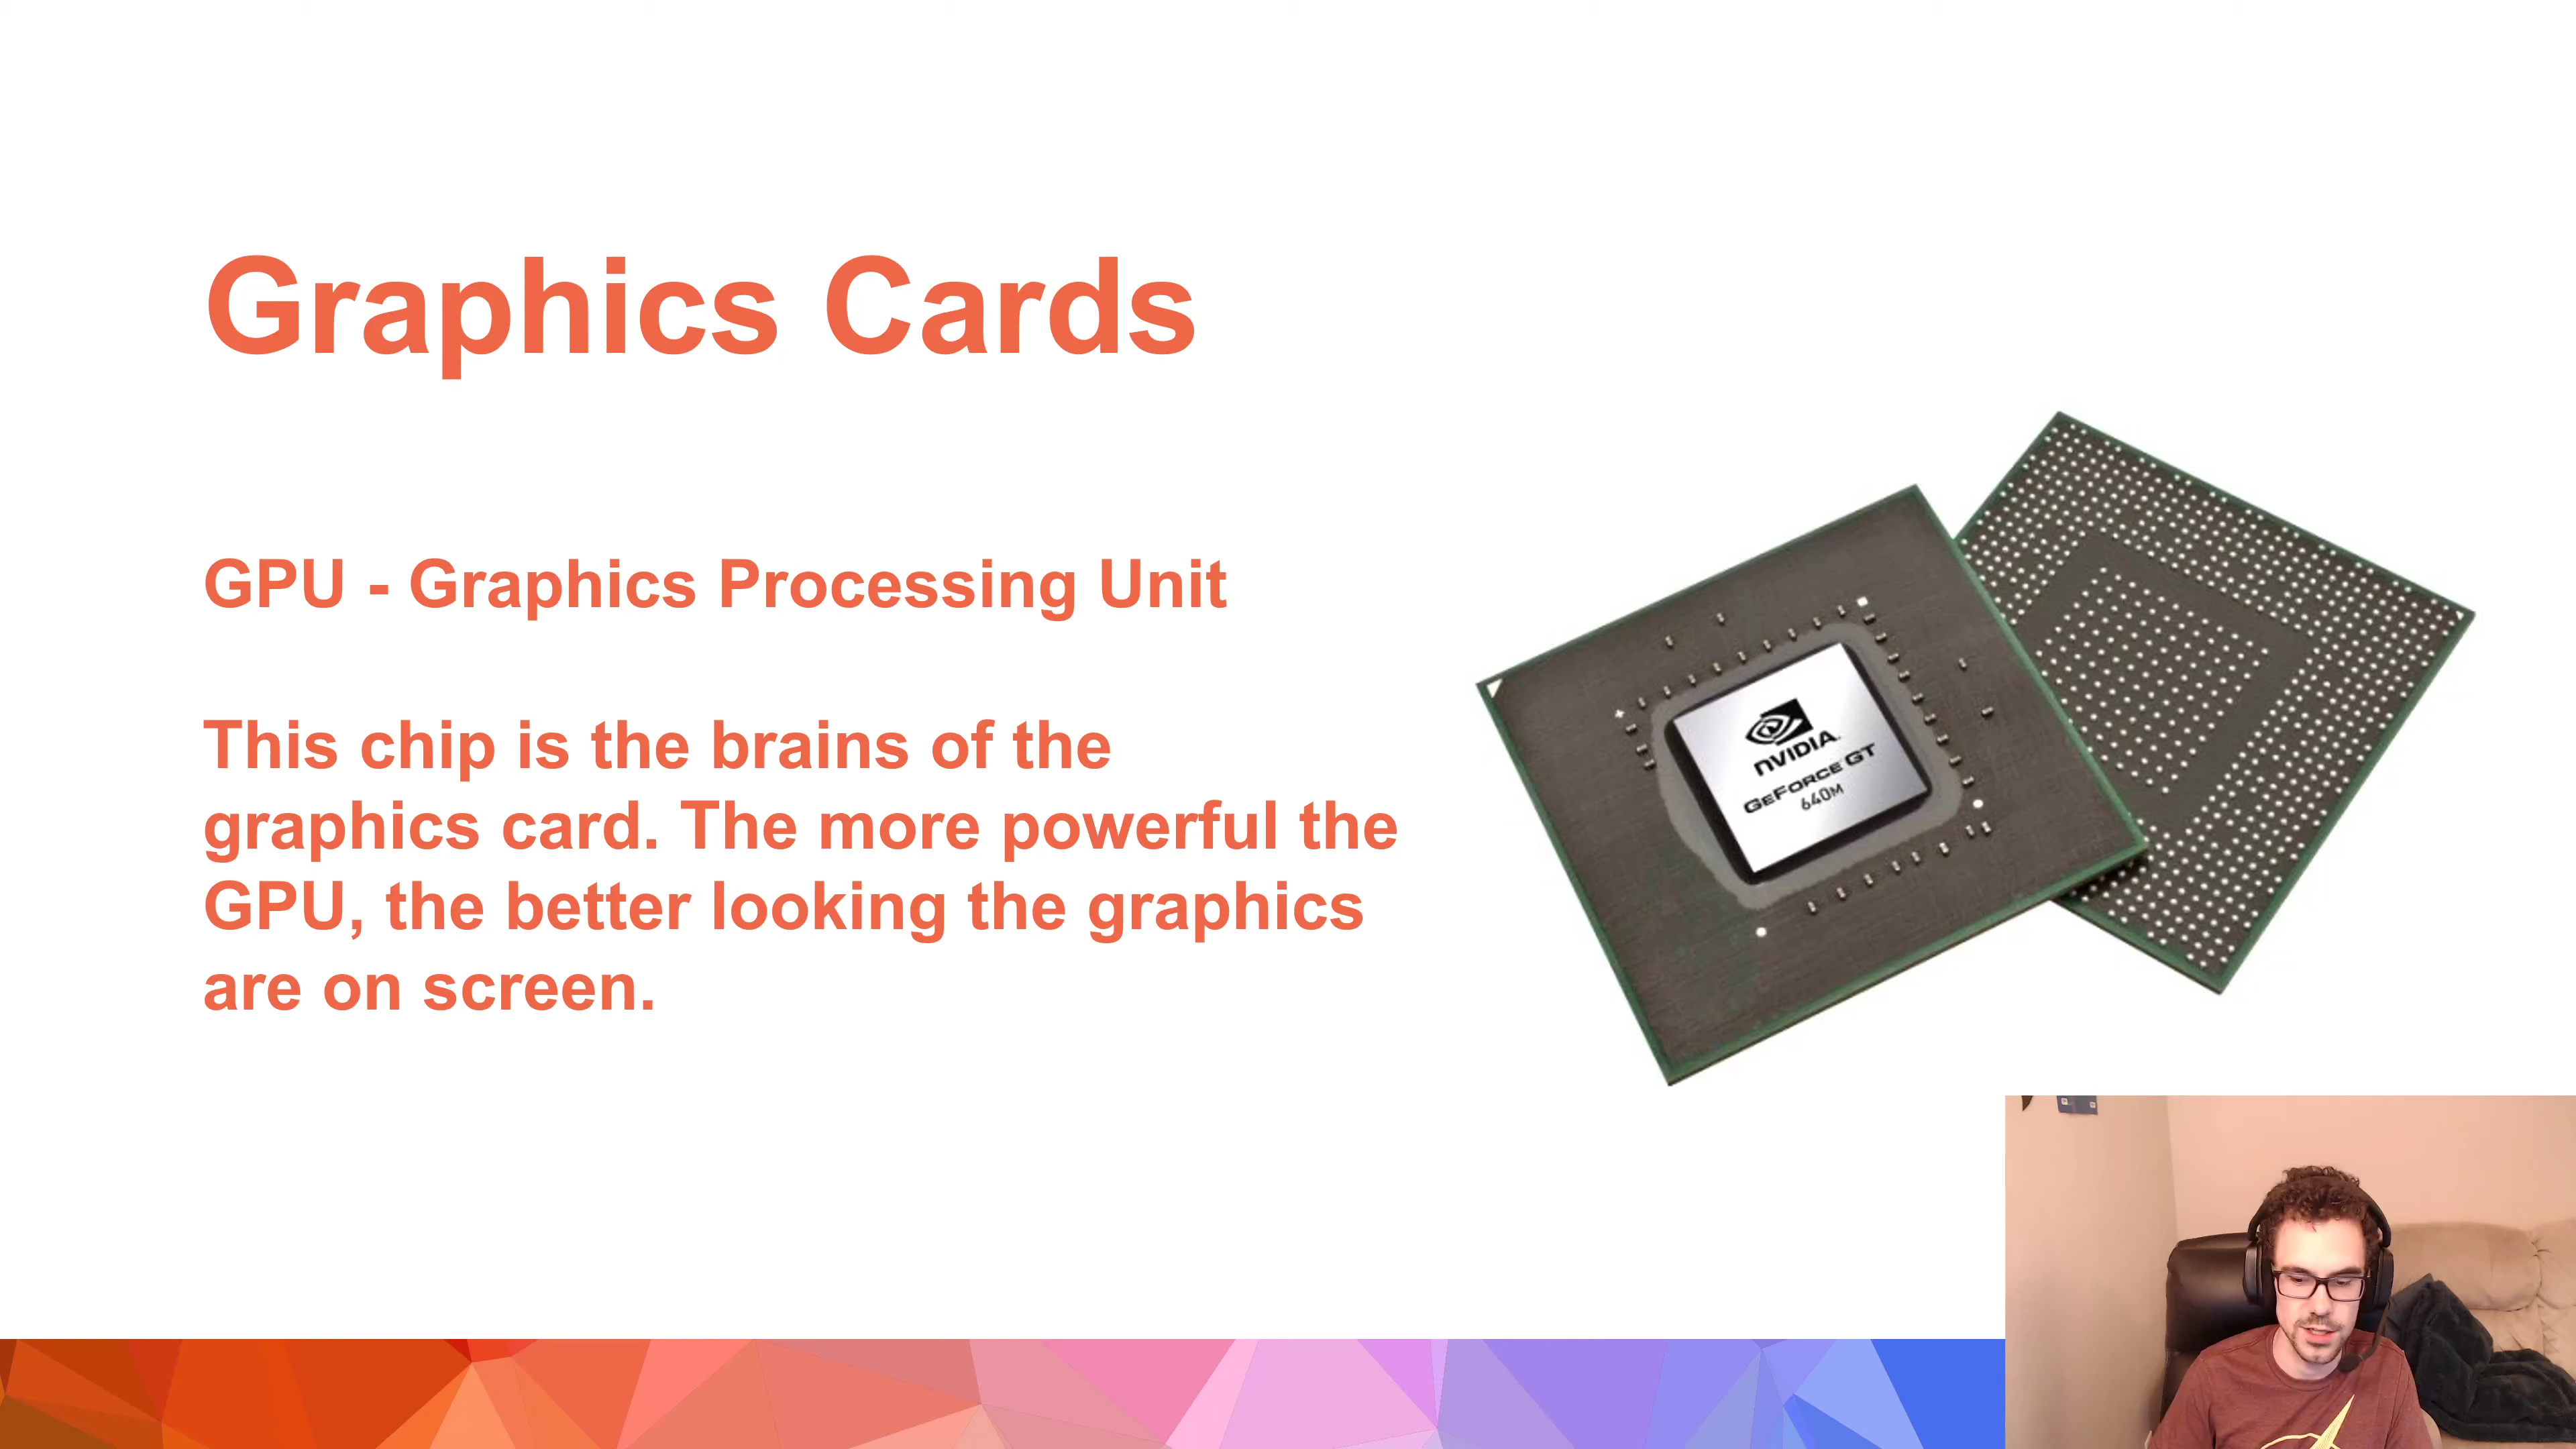 Graphics Cards
GPU - Graphics Processing Unit
This chip is the brains of the
graphics card. The more powerful the
GPU, the better looking the graphics
are on screen.
NVIDIA
GEFORCE GT
640M